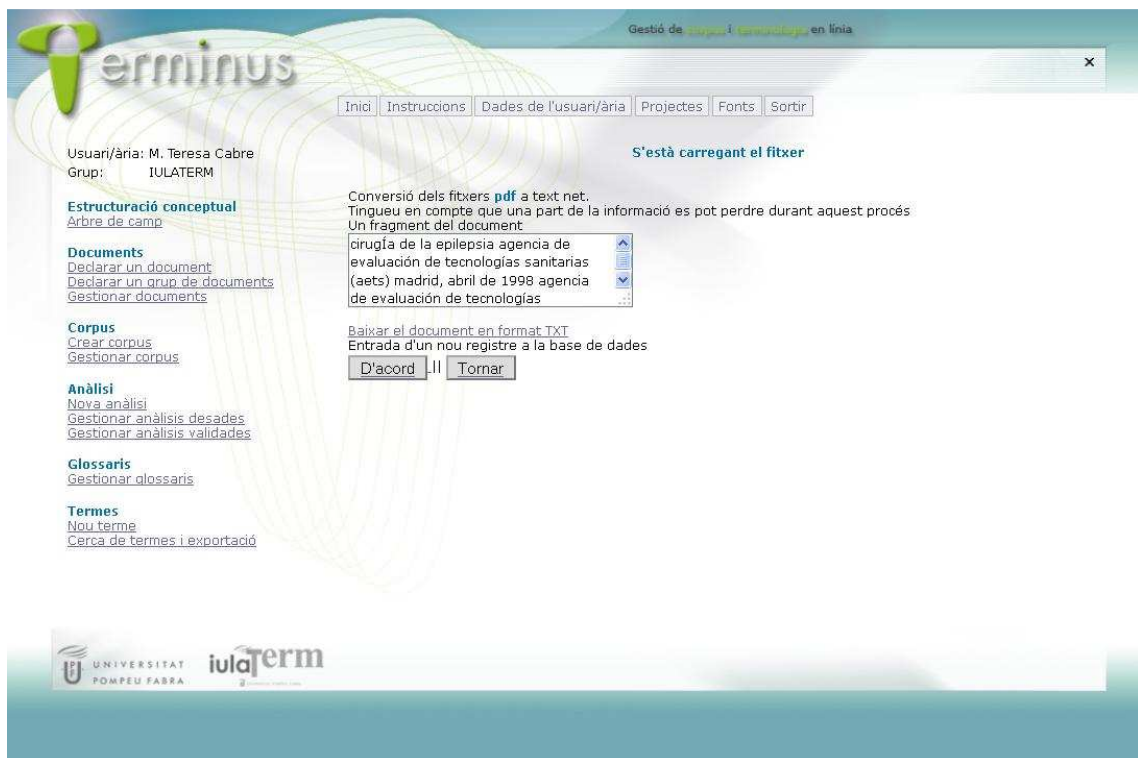 Gestió de corpus i terminologia en línia
Terminus
x
Inici Instruccions Dades de l'usuari/ària Projectes Fonts Sortir
Usuari/ària: M. Teresa Cabre
Grup: IULATERM
S'està carregant el fitxer
Estructuració conceptual
Arbre de camp
Documents
Declarar un document
Declarar un grup de documents
Gestionar documents
Corpus
Crear corpus
Gestionar corpus
Anàlisi
Nova anàlisi
Gestionar anàlisis desades
Gestionar anàlisis validades
Glossaris
Gestionar glossaris
Termes
Nou terme
Cerca de termes i exportació
Conversió dels fitxers pdf a text net.
Tingueu en compte que una part de la informació es pot perdre durant aquest procés
Un fragment del document
cirugÍa de la epilepsia agencia de
evaluación de tecnologías sanitarias
(aets) madrid, abril de 1998 agencia
de evaluación de tecnologías
Baixar el document en format TXT
Entrada d'un nou registre a la base de dades
D'acord || Tornar
UNIVERSITAT
POMPEU FABRA
iulaTerm